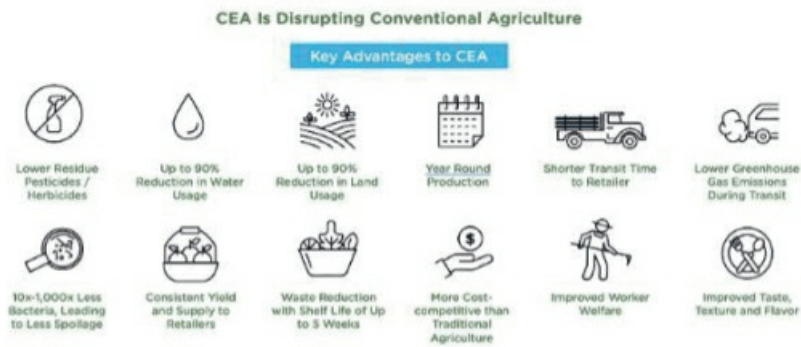 CEA Is Disrupting Conventional Agriculture
Key Advantages to CEA
Lower Residue
Pesticides /
Herbicides
Up to 90%
Reduction in Water
Usage
Up to 90%
Reduction in Land
Usage
Year Round
Production
Shorter Transit Time
to Retailer
Lower Greenhouse
Gas Emissions
During Transit
10x-1,000x Less
Bacteria, Leading
to Less Spoilage
Consistent Yield
and Supply to
Retailers
Waste Reduction
with Shelf Life of Up
to 5 Weeks
$
More Cost-
competitive than
Traditional
Agriculture
Improved Worker
Welfare
Improved Taste,
Texture and Flavor